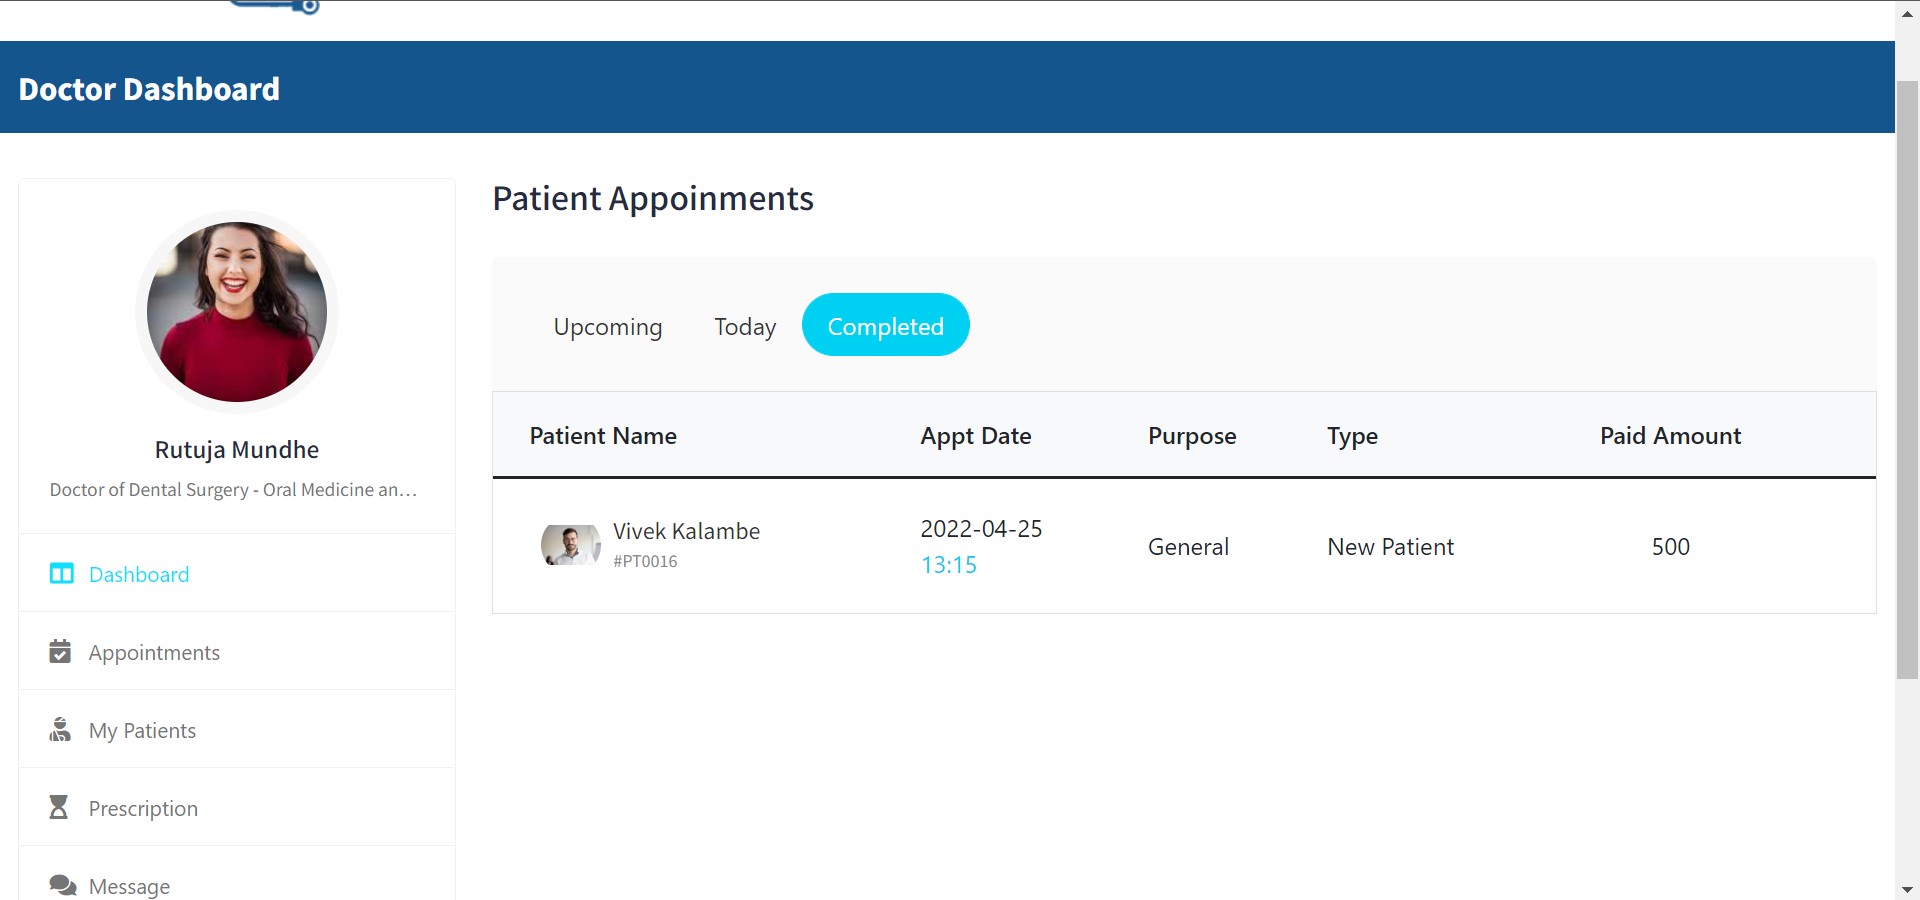 Doctor Dashboard
Rutuja Mundhe
Doctor of Dental Surgery - Oral Medicine an...
Dashboard
Appointments
My Patients
Prescription
Message
Patient Appoinments
Upcoming Today Completed
Patient Name Appt Date Purpose Type Paid Amount
Vivek Kalambe 2022-04-25 General New Patient 500
#PT0016 13:15